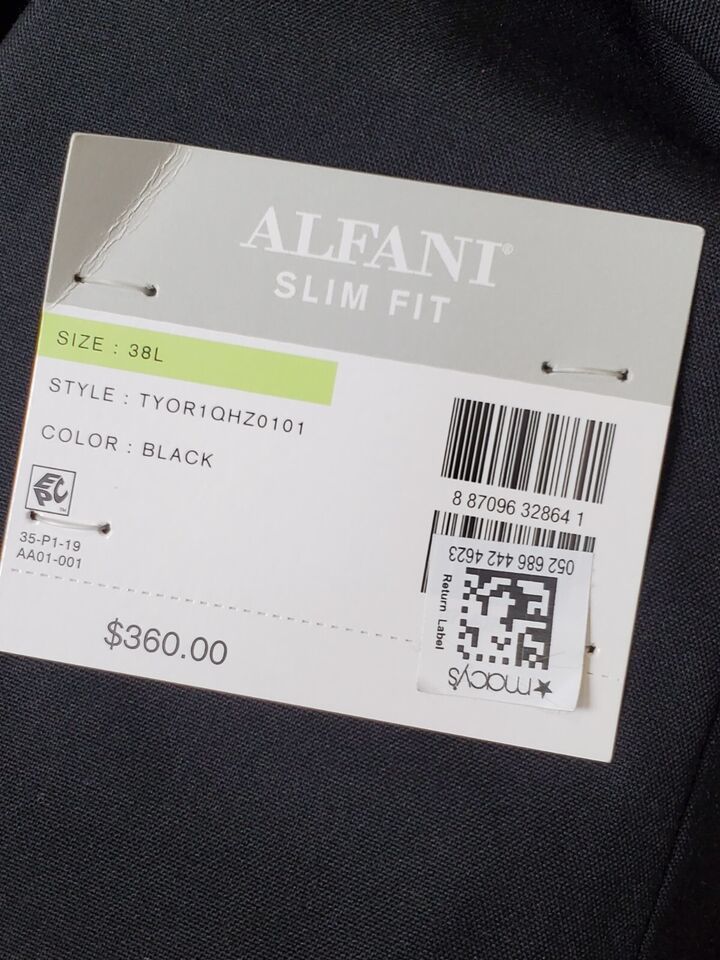 ALFANI®
SLIM FIT
SIZE : 38L
STYLE : TYOR1QHZ0101
COLOR : BLACK
EPC™
35-P1-19
AA01-001
8 87096 32864 1
052 686 442 4623
Return Label
★macy's
$360.00